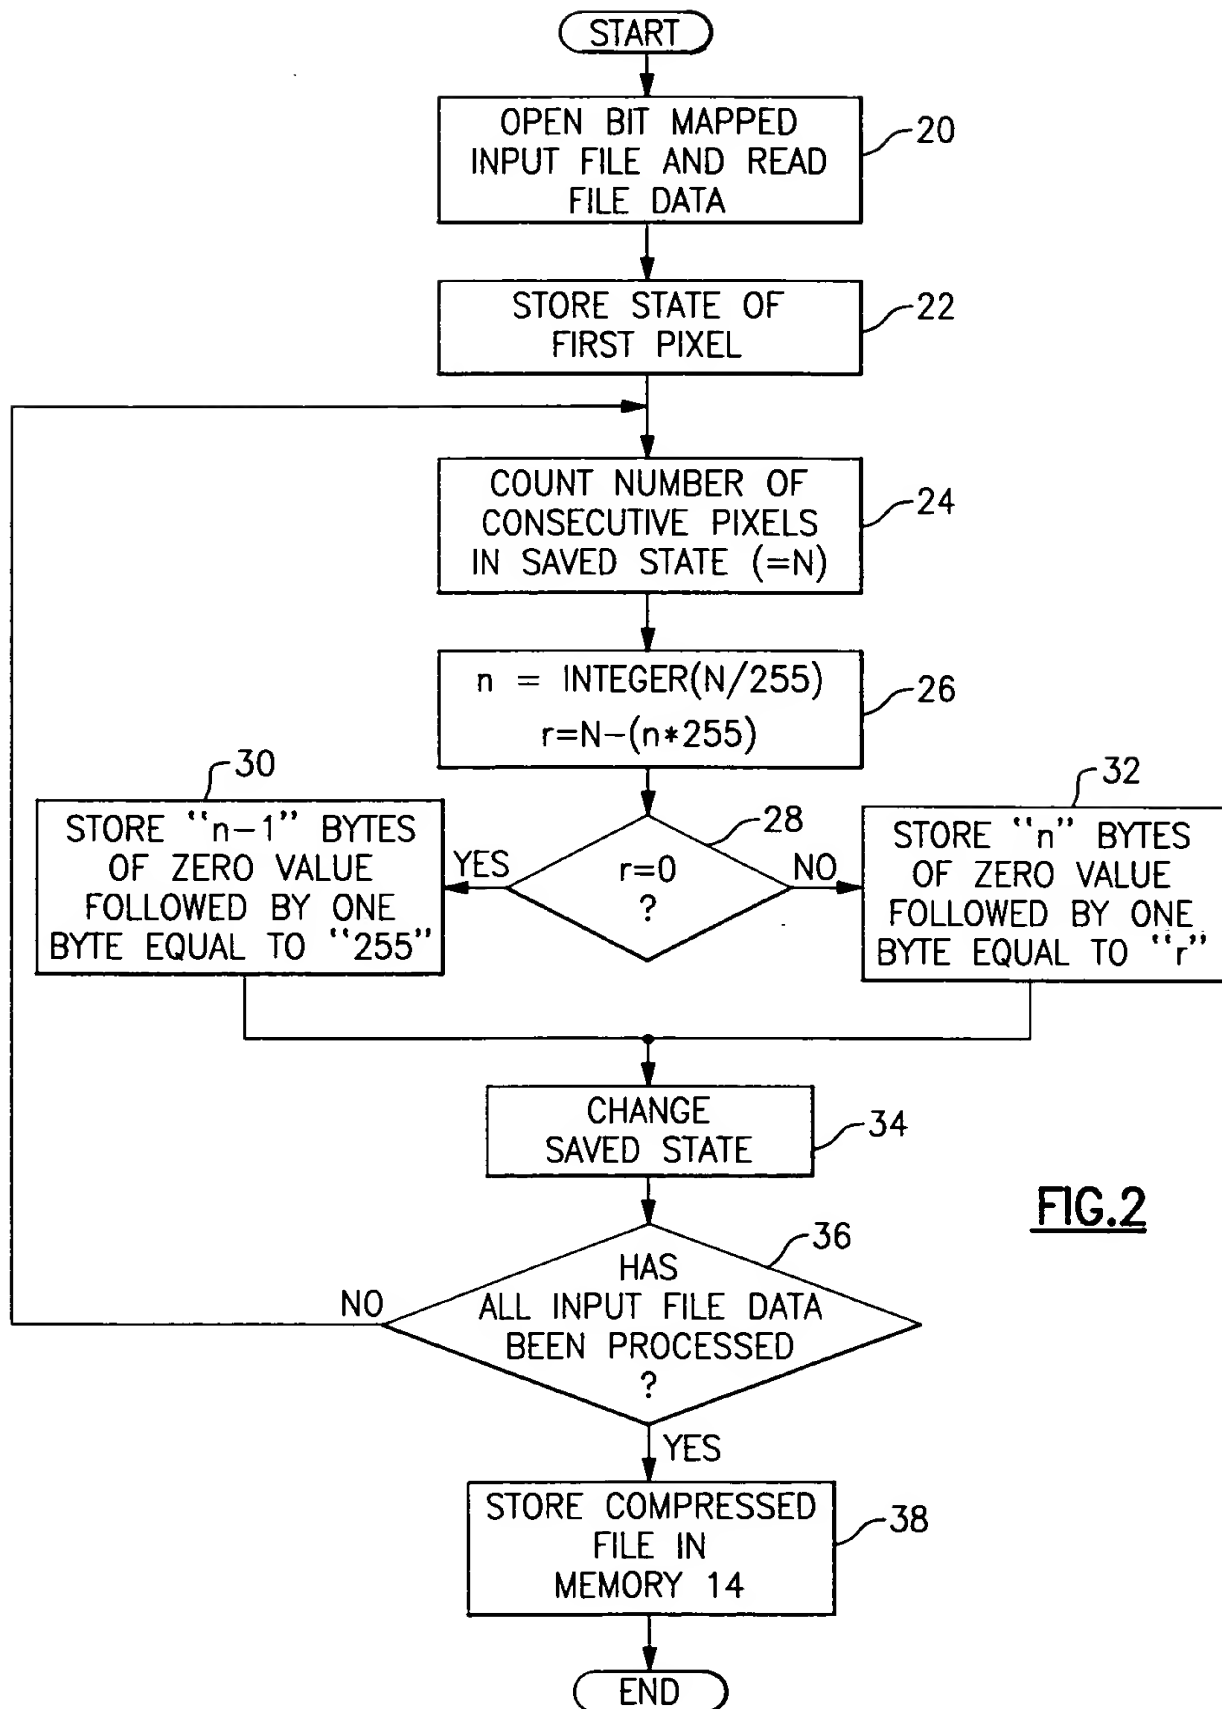 START
OPEN BIT MAPPED
INPUT FILE AND READ
FILE DATA
20
STORE STATE OF
FIRST PIXEL
22
COUNT NUMBER OF
CONSECUTIVE PIXELS
IN SAVED STATE (=N)
24
n = INTEGER(N/255)
r=N-(n*255)
26
r=0
?
28
YES
NO
30
STORE "n-1" BYTES
OF ZERO VALUE
FOLLOWED BY ONE
BYTE EQUAL TO "255"
32
STORE "n" BYTES
OF ZERO VALUE
FOLLOWED BY ONE
BYTE EQUAL TO "r"
CHANGE
SAVED STATE
34
FIG.2
HAS
ALL INPUT FILE DATA
BEEN PROCESSED
?
36
NO
YES
STORE COMPRESSED
FILE IN
MEMORY 14
38
END